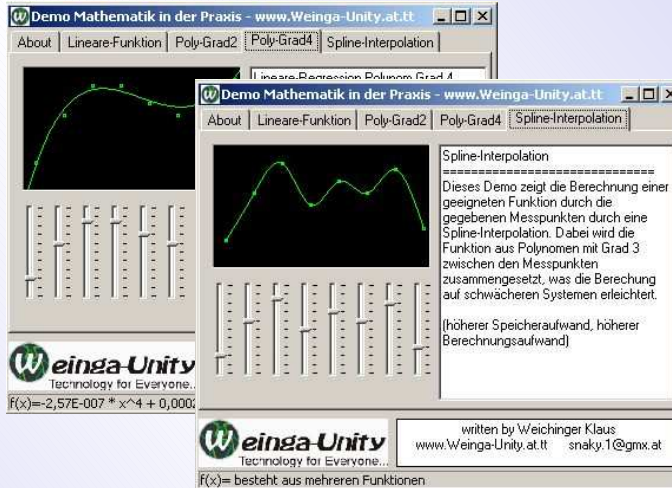 Demo Mathematik in der Praxis - www.Weinga-Unity.at.tt
About Lineare-Funktion Poly-Grad2 Poly-Grad4 Spline-Interpolation
Lineare-Regression Polynom Grad 4
Weinga-Unity
Technology for Everyone...
f(x)=-2,57E-007 * x^4 + 0,0002
Demo Mathematik in der Praxis - www.Weinga-Unity.at.tt
About Lineare-Funktion Poly-Grad2 Poly-Grad4 Spline-Interpolation
Spline-Interpolation
==============================
Dieses Demo zeigt die Berechnung einer
geeigneten Funktion durch die
gegebenen Messpunkten durch eine
Spline-Interpolation. Dabei wird die
Funktion aus Polynomen mit Grad 3
zwischen den Messpunkten
zusammengesetzt, was die Berechung
auf schwächeren Systemen erleichtert.
(höherer Speicheraufwand, höherer
Berechnungsaufwand)
Weinga-Unity
Technology for Everyone...
written by Weichinger Klaus
www.Weinga-Unity.at.tt snaky.1@gmx.at
f(x)= besteht aus mehreren Funktionen